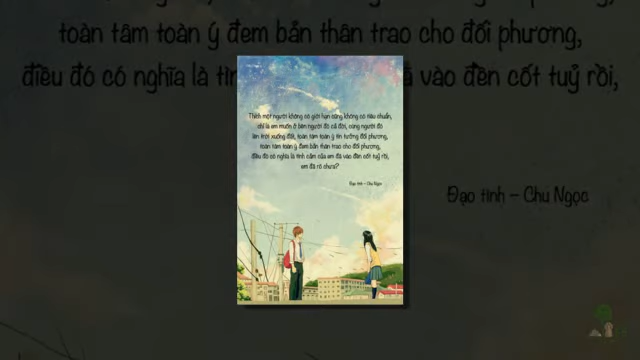 toàn tâm toàn ý đem bản thân trao cho đối phương,
điều đó có nghĩa là tìn
ã vào đền cốt tuỷ rồi,
Thích một người không có giới hạn cũng không có tiêu chuẩn,
chỉ là em muốn ở bên người đó cả đời, cùng người đó
lên trời xuống đất, toàn tâm toàn ý tin tưởng đối phương,
toàn tâm toàn ý đem bản thân trao cho đối phương,
điều đó có nghĩa là tình cảm của em đã vào đền cốt tuỷ rồi,
em đã rõ chưa?
Đạo tình - Chu Ngọc
Đạo tình - Chu Ngọc